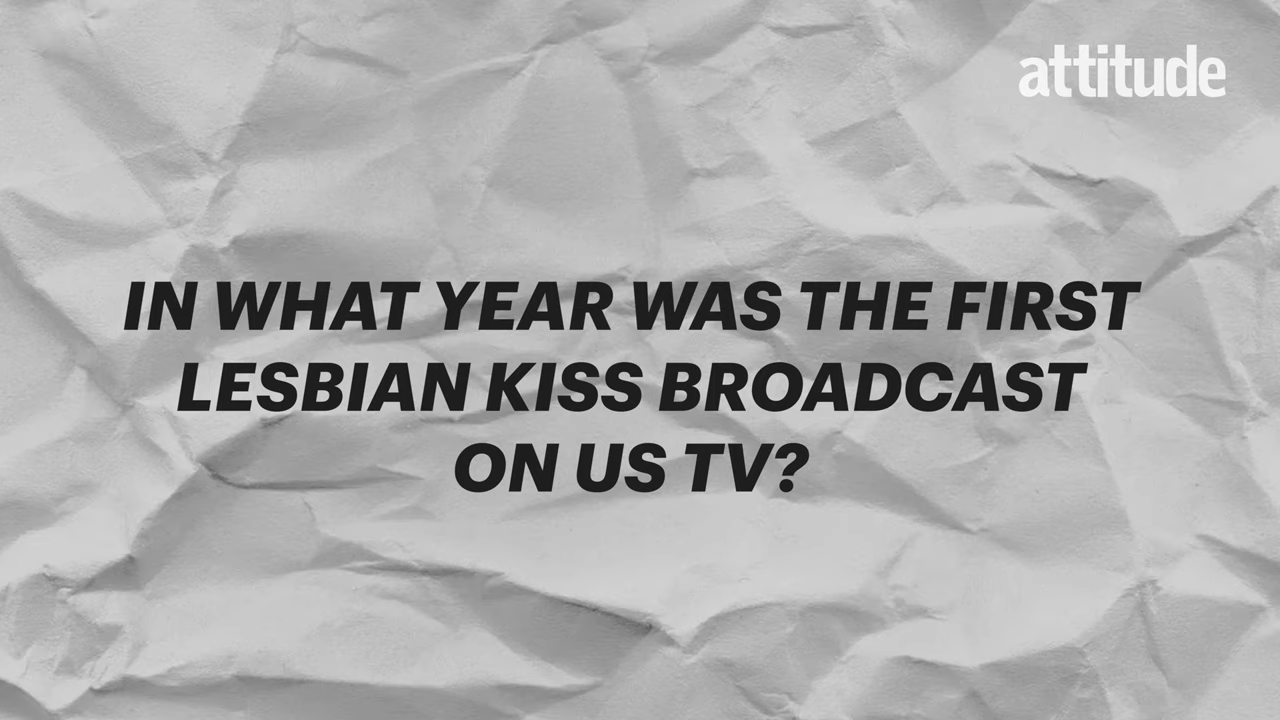 attitude
IN WHAT YEAR WAS THE FIRST
LESBIAN KISS BROADCAST
ON US TV?